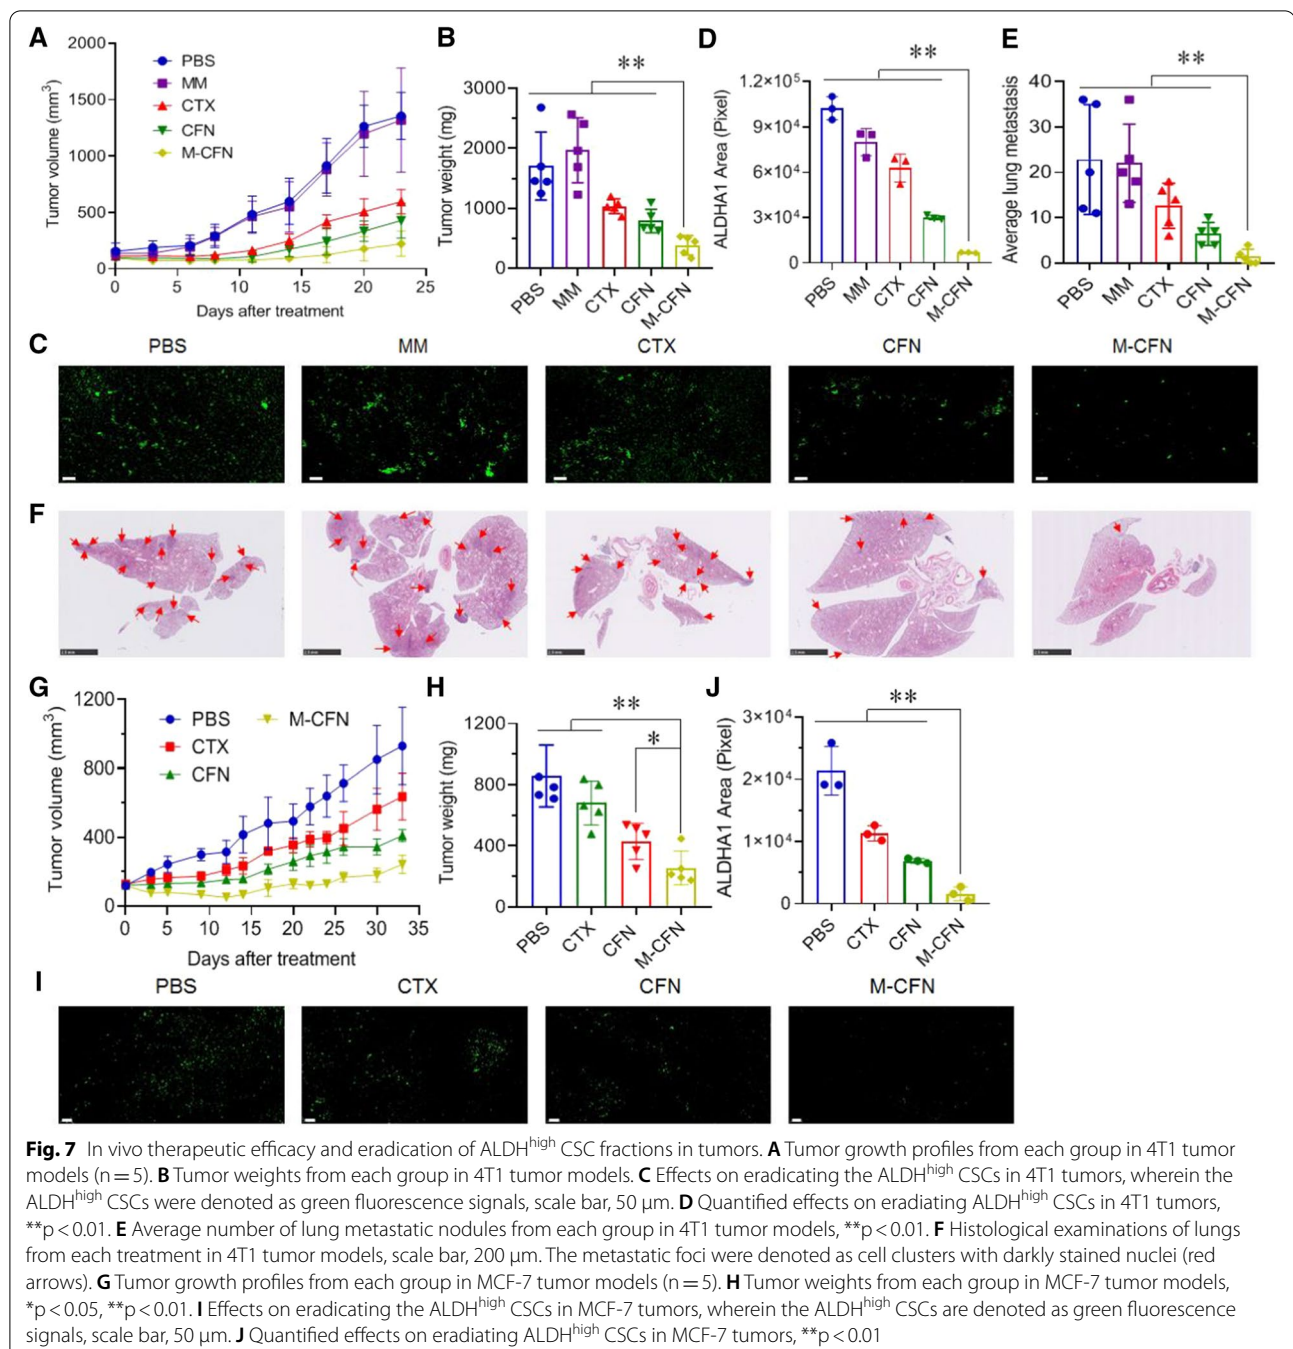 A
2000
1500
1000
500
0
Tumor volume (mm³)
PBS
MM
CTX
CFN
M-CFN
0 5 10 15 20 25
Days after treatment
B
**
3000
2000
1000
0
Tumor weight (mg)
PBS MM CTX CFN M-CFN
D
**
1.2×10⁵
9×10⁴
6×10⁴
3×10⁴
0
ALDHA1 Area (Pixel)
PBS MM CTX CFN M-CFN
E
**
40
30
20
10
0
Average lung metastasis
PBS MM CTX CFN M-CFN
C PBS MM CTX CFN M-CFN
F
G
1200
800
400
0
Tumor volume (mm³)
PBS M-CFN
CTX
CFN
0 5 10 15 20 25 30 35
Days after treatment
H
**
*
1200
800
400
0
Tumor weight (mg)
PBS CTX CFN M-CFN
J
**
3×10⁴
2×10⁴
1×10⁴
0
ALDHA1 Area (Pixel)
PBS CTX CFN M-CFN
I PBS CTX CFN M-CFN
Fig. 7 In vivo therapeutic efficacy and eradication of ALDHhigh CSC fractions in tumors. A Tumor growth profiles from each group in 4T1 tumor
models (n = 5). B Tumor weights from each group in 4T1 tumor models. C Effects on eradicating the ALDHhigh CSCs in 4T1 tumors, wherein the
ALDHhigh CSCs were denoted as green fluorescence signals, scale bar, 50 μm. D Quantified effects on eradiating ALDHhigh CSCs in 4T1 tumors,
**p < 0.01. E Average number of lung metastatic nodules from each group in 4T1 tumor models, **p < 0.01. F Histological examinations of lungs
from each treatment in 4T1 tumor models, scale bar, 200 μm. The metastatic foci were denoted as cell clusters with darkly stained nuclei (red
arrows). G Tumor growth profiles from each group in MCF-7 tumor models (n = 5). H Tumor weights from each group in MCF-7 tumor models,
*p < 0.05, **p < 0.01. I Effects on eradicating the ALDHhigh CSCs in MCF-7 tumors, wherein the ALDHhigh CSCs are denoted as green fluorescence
signals, scale bar, 50 μm. J Quantified effects on eradiating ALDHhigh CSCs in MCF-7 tumors, **p < 0.01